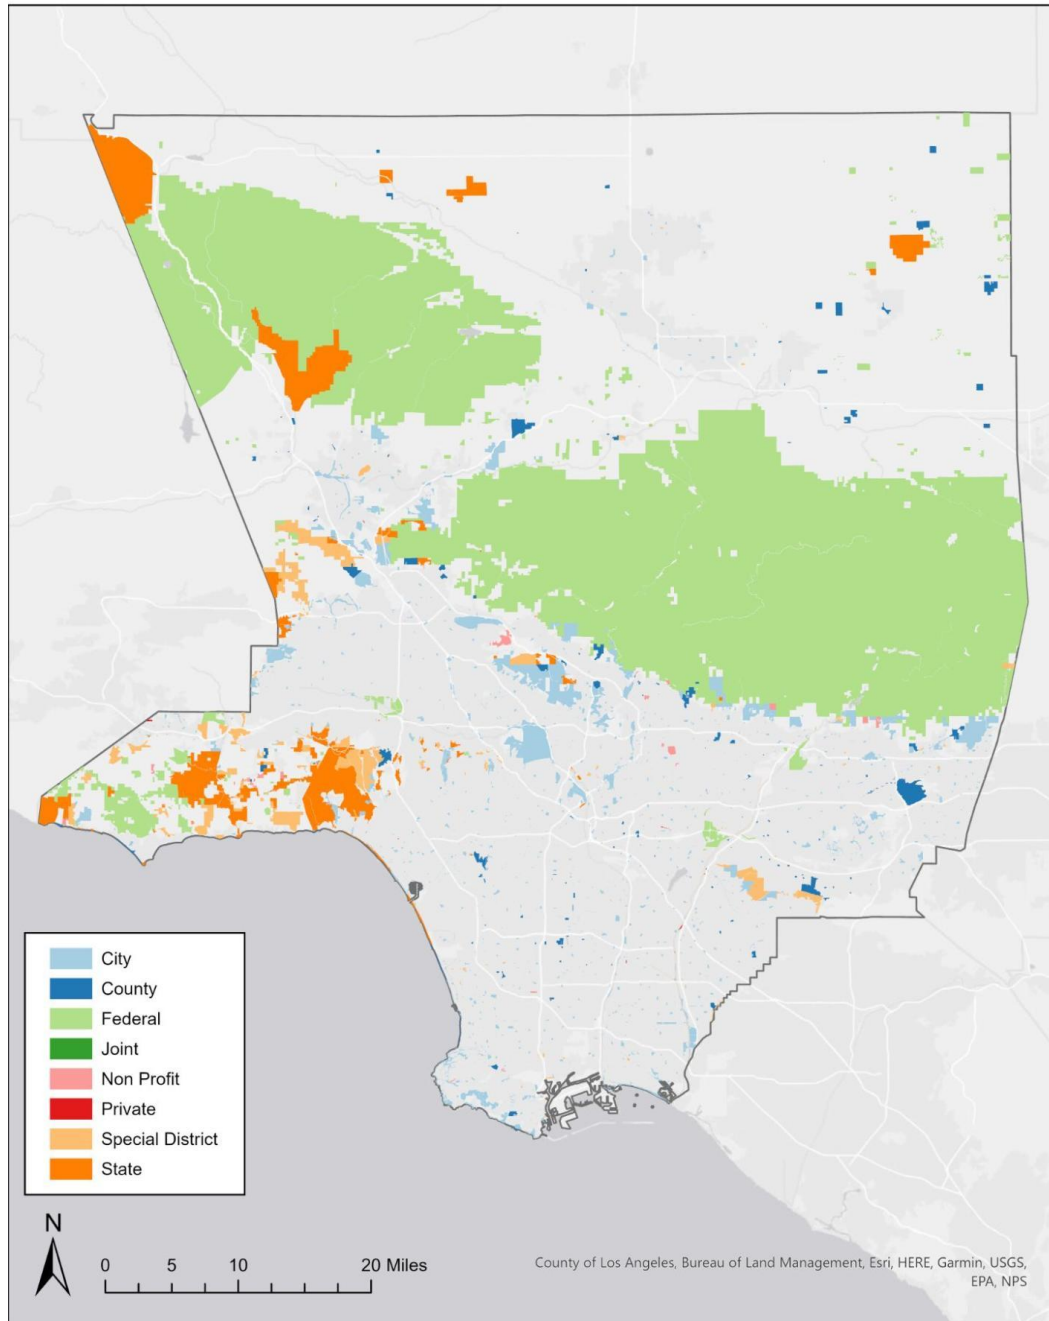 City
County
Federal
Joint
Non Profit
Private
Special District
State
N
0 5 10 20 Miles
County of Los Angeles, Bureau of Land Management, Esri, HERE, Garmin, USGS,
EPA, NPS